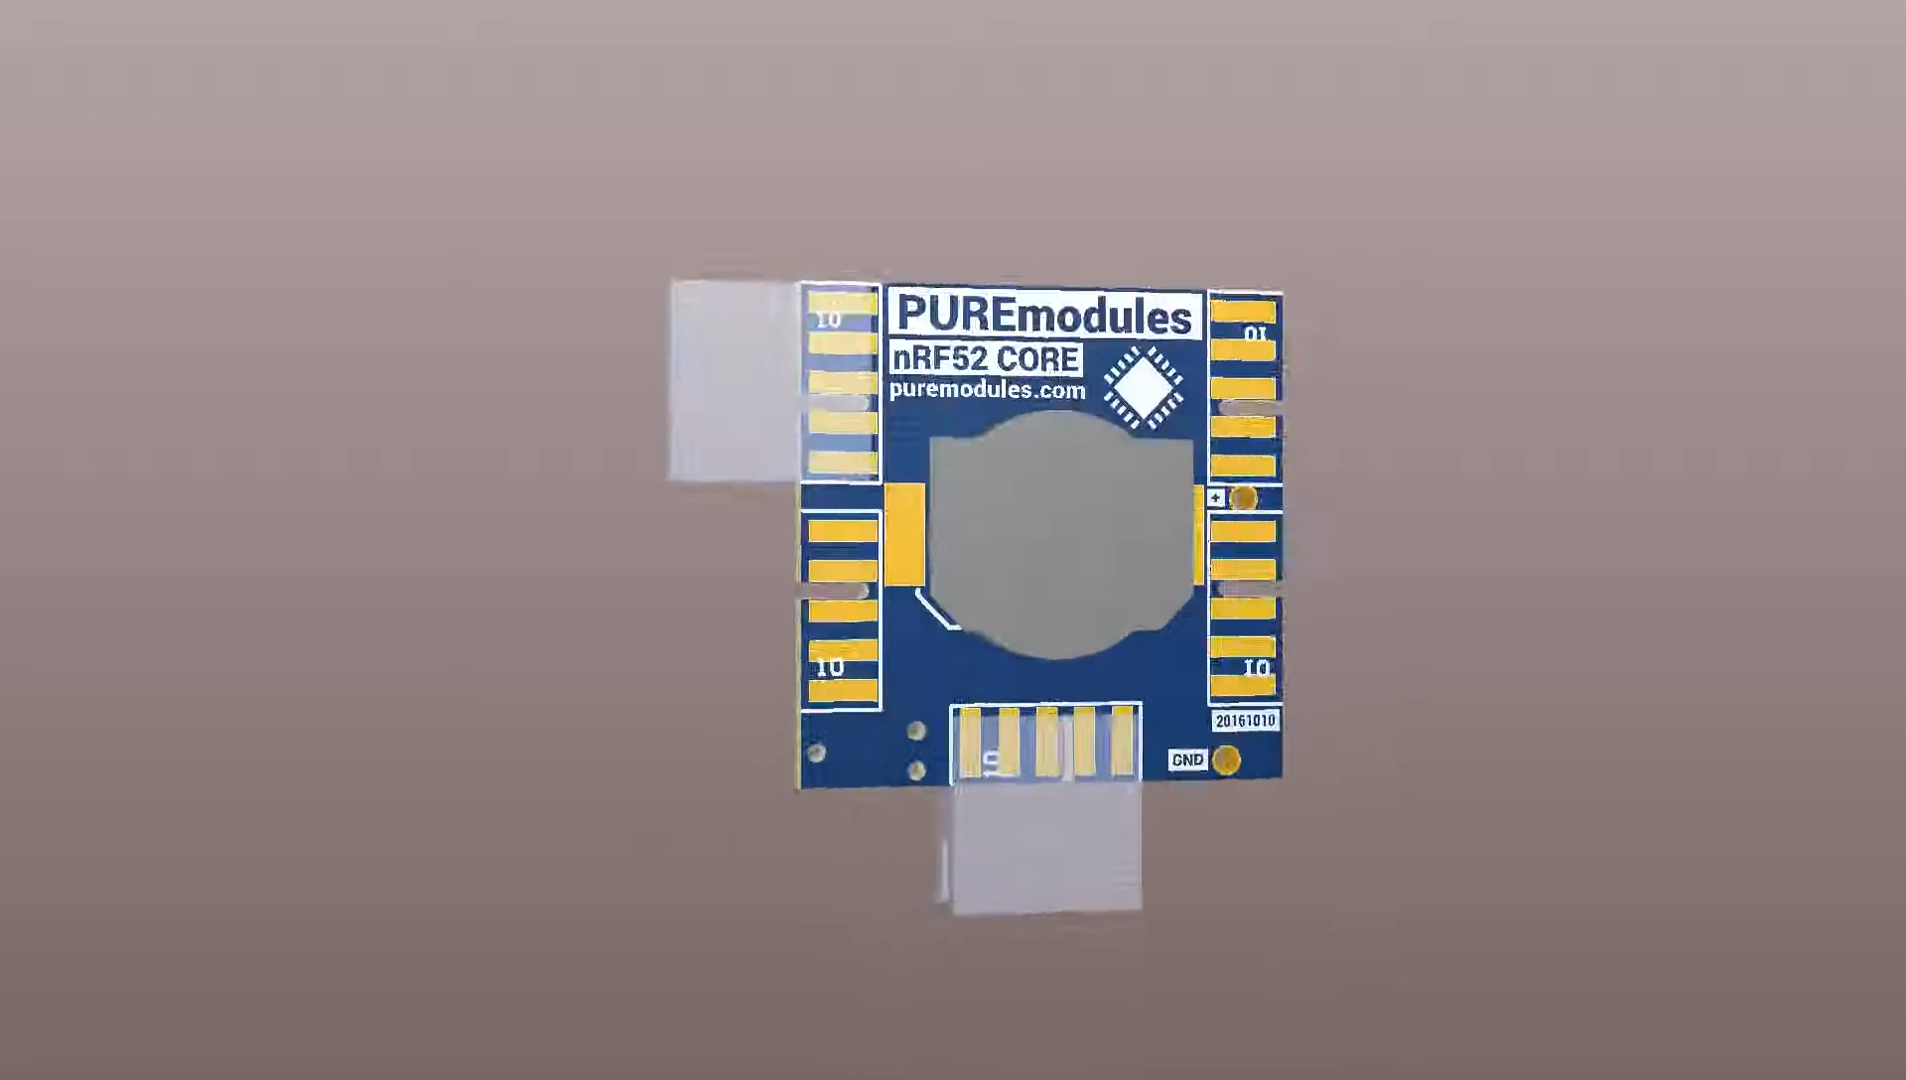 PUREmodules
nRF52 CORE
puremodules.com
IO
IO
+
IO
IO
20161010
IO
GND